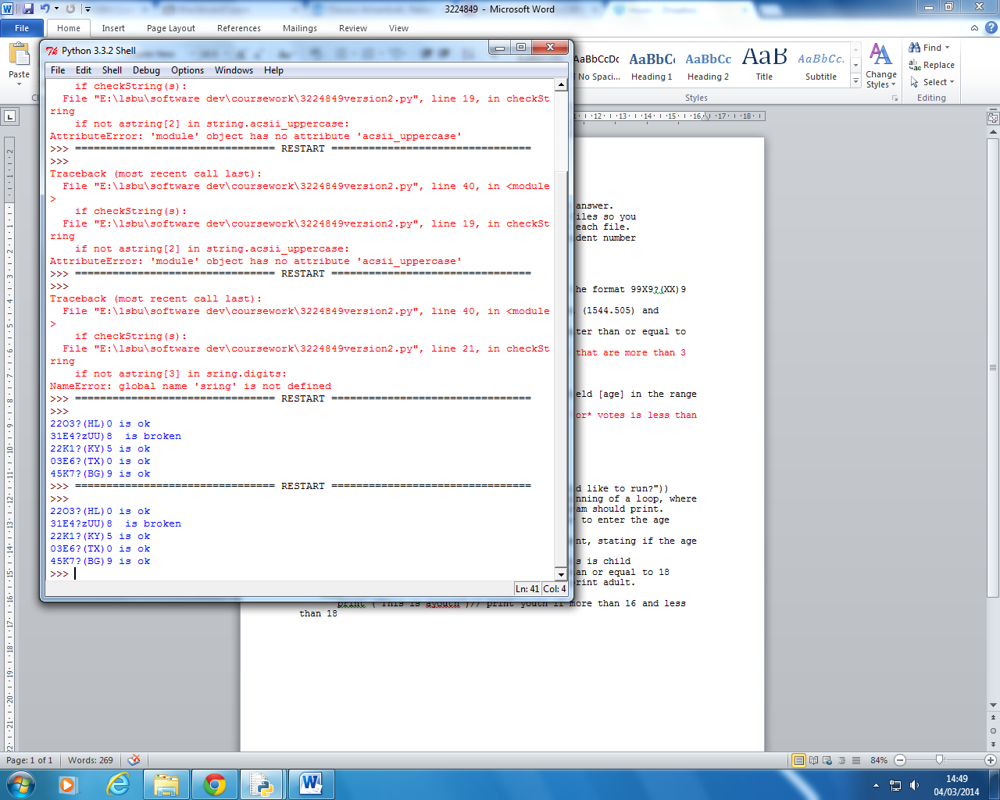 3224849 - Microsoft Word
File Home Insert Page Layout References Mailings Review View
Paste
AaBbCcDc AaBbC AaBbCc AaB AaBbCc.
No Spaci... Heading 1 Heading 2 Title Subtitle
Change Styles
Find
Replace
Select
Styles
Editing
Python 3.3.2 Shell
File Edit Shell Debug Options Windows Help
if checkString(s):
File "E:\lsbu\software dev\coursework\3224849version2.py", line 19, in checkSt
ring
if not astring[2] in string.acsii_uppercase:
AttributeError: 'module' object has no attribute 'acsii_uppercase'
>>> ================================ RESTART ================================
>>>
Traceback (most recent call last):
File "E:\lsbu\software dev\coursework\3224849version2.py", line 40, in <module
>
if checkString(s):
File "E:\lsbu\software dev\coursework\3224849version2.py", line 19, in checkSt
ring
if not astring[2] in string.acsii_uppercase:
AttributeError: 'module' object has no attribute 'acsii_uppercase'
>>> ================================ RESTART ================================
>>>
Traceback (most recent call last):
File "E:\lsbu\software dev\coursework\3224849version2.py", line 40, in <module
>
if checkString(s):
File "E:\lsbu\software dev\coursework\3224849version2.py", line 21, in checkSt
ring
if not astring[3] in sring.digits:
NameError: global name 'sring' is not defined
>>> ================================ RESTART ================================
>>>
22O3?(HL)0 is ok
31E4?zUU)8  is broken
22K1?(KY)5 is ok
03E6?(TX)0 is ok
45K7?(BG)9 is ok
>>> ================================ RESTART ================================
>>>
22O3?(HL)0 is ok
31E4?zUU)8  is broken
22K1?(KY)5 is ok
03E6?(TX)0 is ok
45K7?(BG)9 is ok
>>>
Ln: 41 Col: 4
answer.
iles so you
each file.
dent number
he format 99X9?(XX)9
(1544.505) and
ter than or equal to
that are more than 3
eld [age] in the range
or* votes is less than
d like to run?"))
nning of a loop, where
am should print.
to enter the age
nt, stating if the age
s is child
an or equal to 18
rint adult.
print ('This is ayouth')// print youth if more than 16 and less
than 18
Page: 1 of 1 Words: 269 84%
14:49
04/03/2014